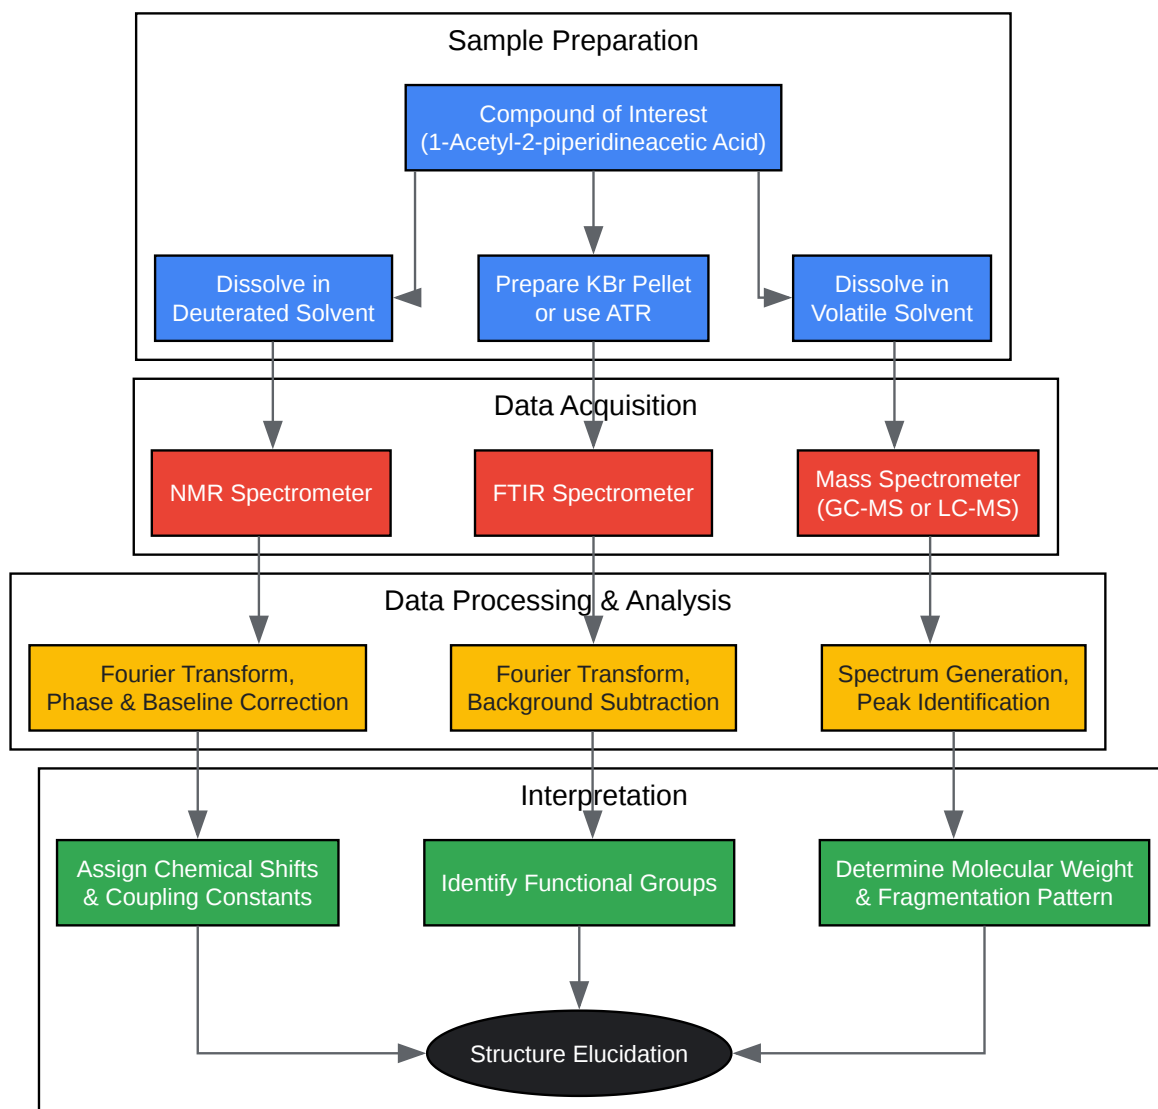 Sample Preparation
Compound of Interest
(1-Acetyl-2-piperidineacetic Acid)
Dissolve in
Deuterated Solvent
Prepare KBr Pellet
or use ATR
Dissolve in
Volatile Solvent
Data Acquisition
NMR Spectrometer
FTIR Spectrometer
Mass Spectrometer
(GC-MS or LC-MS)
Data Processing & Analysis
Fourier Transform,
Phase & Baseline Correction
Fourier Transform,
Background Subtraction
Spectrum Generation,
Peak Identification
Interpretation
Assign Chemical Shifts
& Coupling Constants
Identify Functional Groups
Determine Molecular Weight
& Fragmentation Pattern
Structure Elucidation